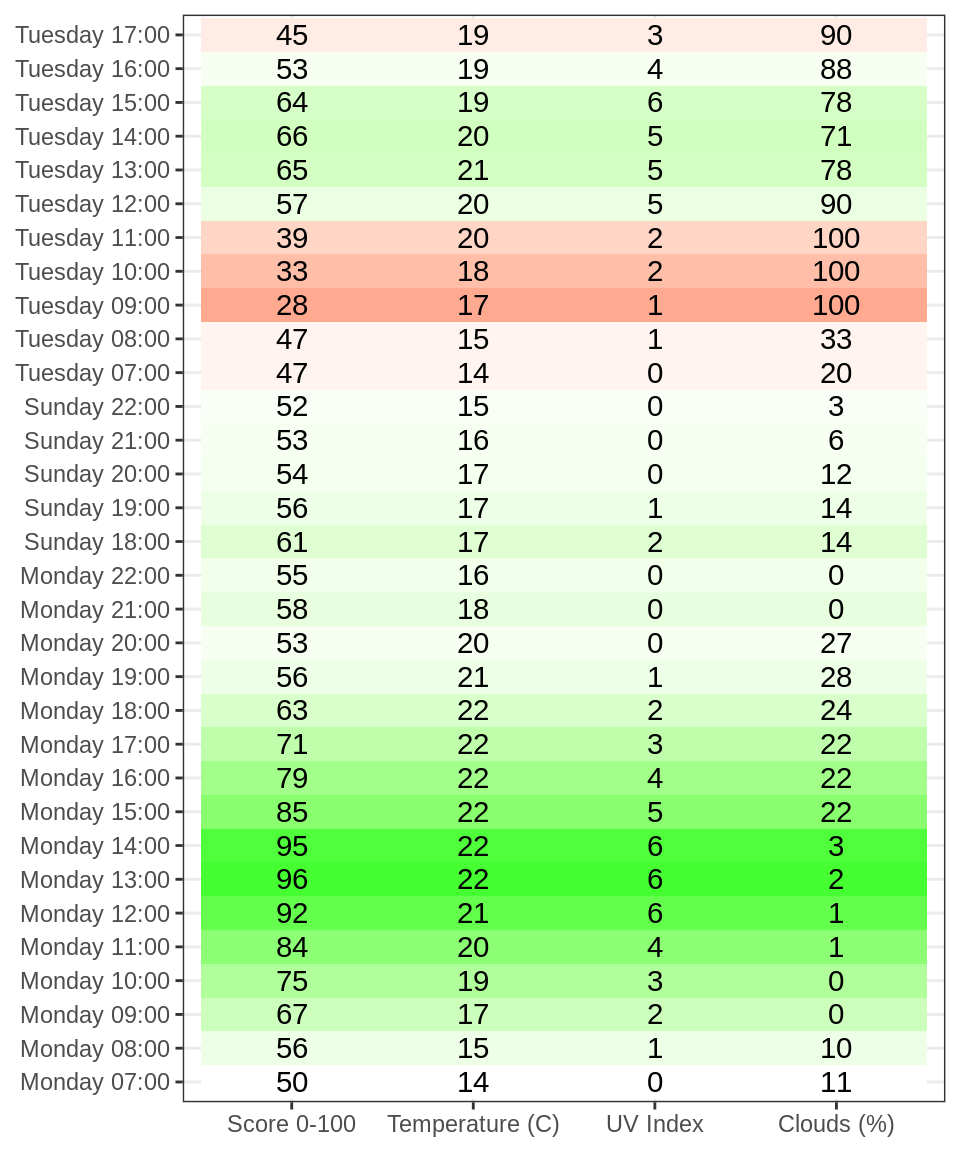 Tuesday 17:00 45 19 3 90
Tuesday 16:00 53 19 4 88
Tuesday 15:00 64 19 6 78
Tuesday 14:00 66 20 5 71
Tuesday 13:00 65 21 5 78
Tuesday 12:00 57 20 5 90
Tuesday 11:00 39 20 2 100
Tuesday 10:00 33 18 2 100
Tuesday 09:00 28 17 1 100
Tuesday 08:00 47 15 1 33
Tuesday 07:00 47 14 0 20
Sunday 22:00 52 15 0 3
Sunday 21:00 53 16 0 6
Sunday 20:00 54 17 0 12
Sunday 19:00 56 17 1 14
Sunday 18:00 61 17 2 14
Monday 22:00 55 16 0 0
Monday 21:00 58 18 0 0
Monday 20:00 53 20 0 27
Monday 19:00 56 21 1 28
Monday 18:00 63 22 2 24
Monday 17:00 71 22 3 22
Monday 16:00 79 22 4 22
Monday 15:00 85 22 5 22
Monday 14:00 95 22 6 3
Monday 13:00 96 22 6 2
Monday 12:00 92 21 6 1
Monday 11:00 84 20 4 1
Monday 10:00 75 19 3 0
Monday 09:00 67 17 2 0
Monday 08:00 56 15 1 10
Monday 07:00 50 14 0 11
Score 0-100 Temperature (C) UV Index Clouds (%)